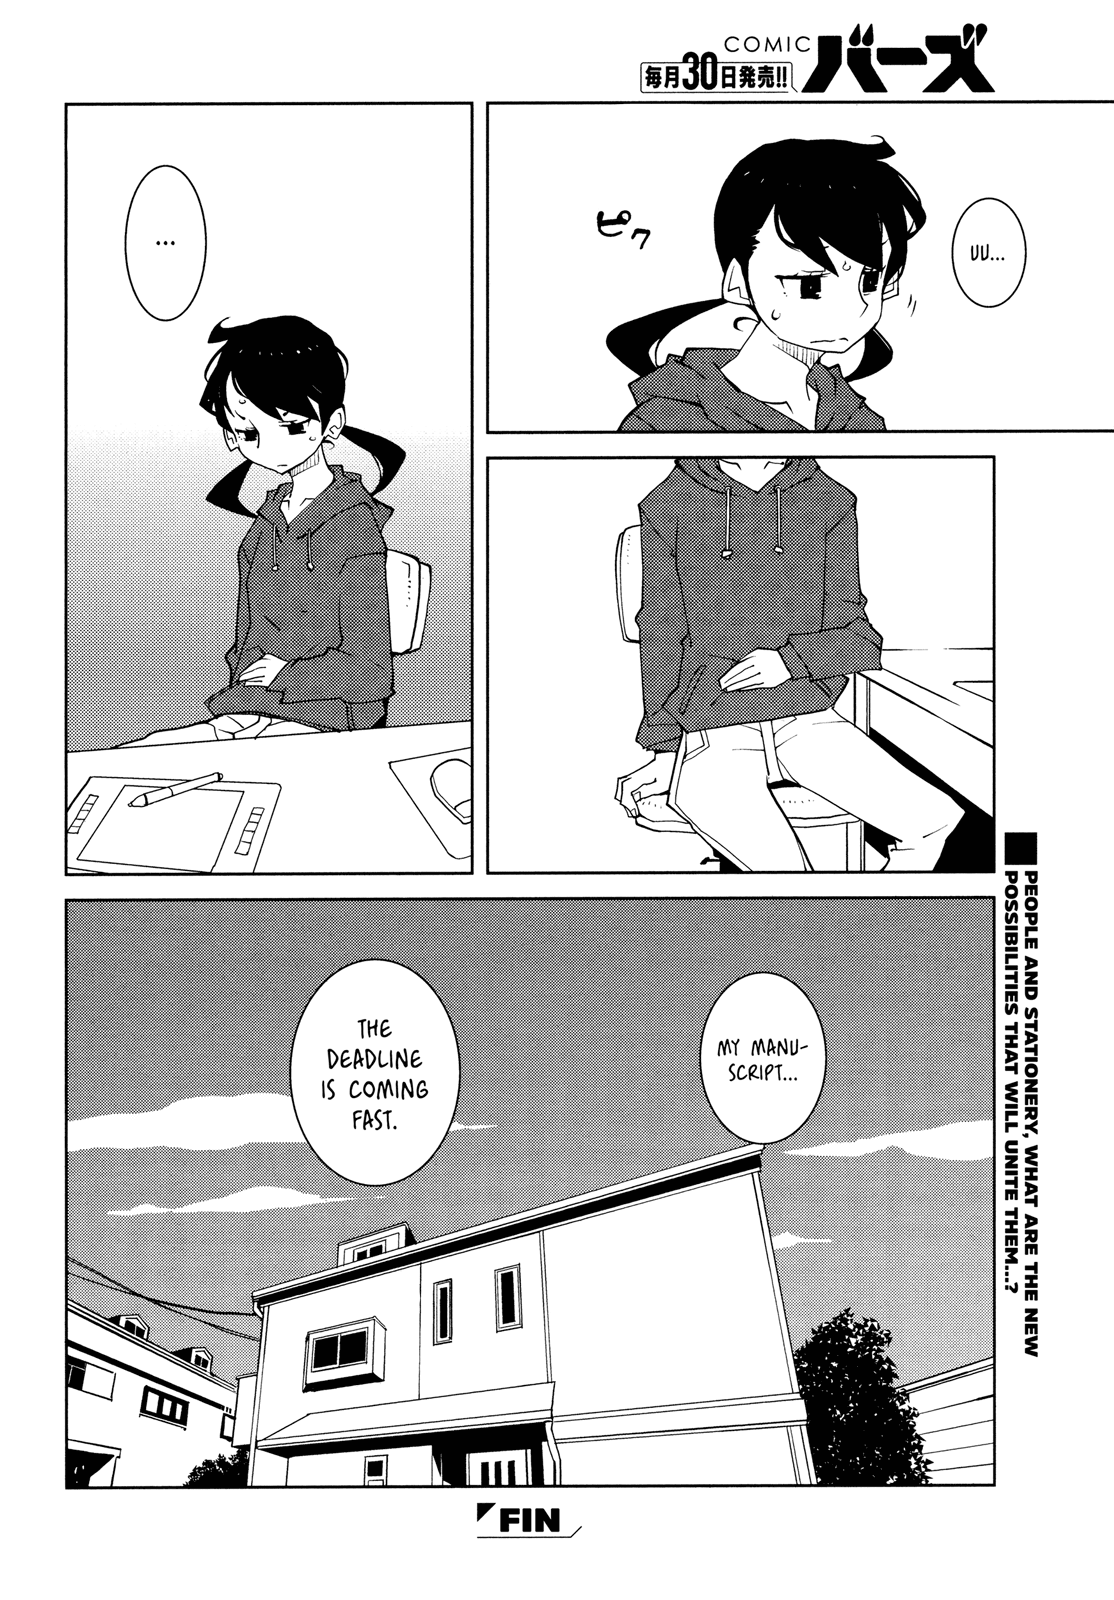 COMIC バーズ
毎月30日発売!!
UU...
ピク
...
MY MANU-
SCRIPT...
THE
DEADLINE
IS COMING
FAST.
PEOPLE AND STATIONERY, WHAT ARE THE NEW
POSSIBILITIES THAT WILL UNITE THEM...?
FIN